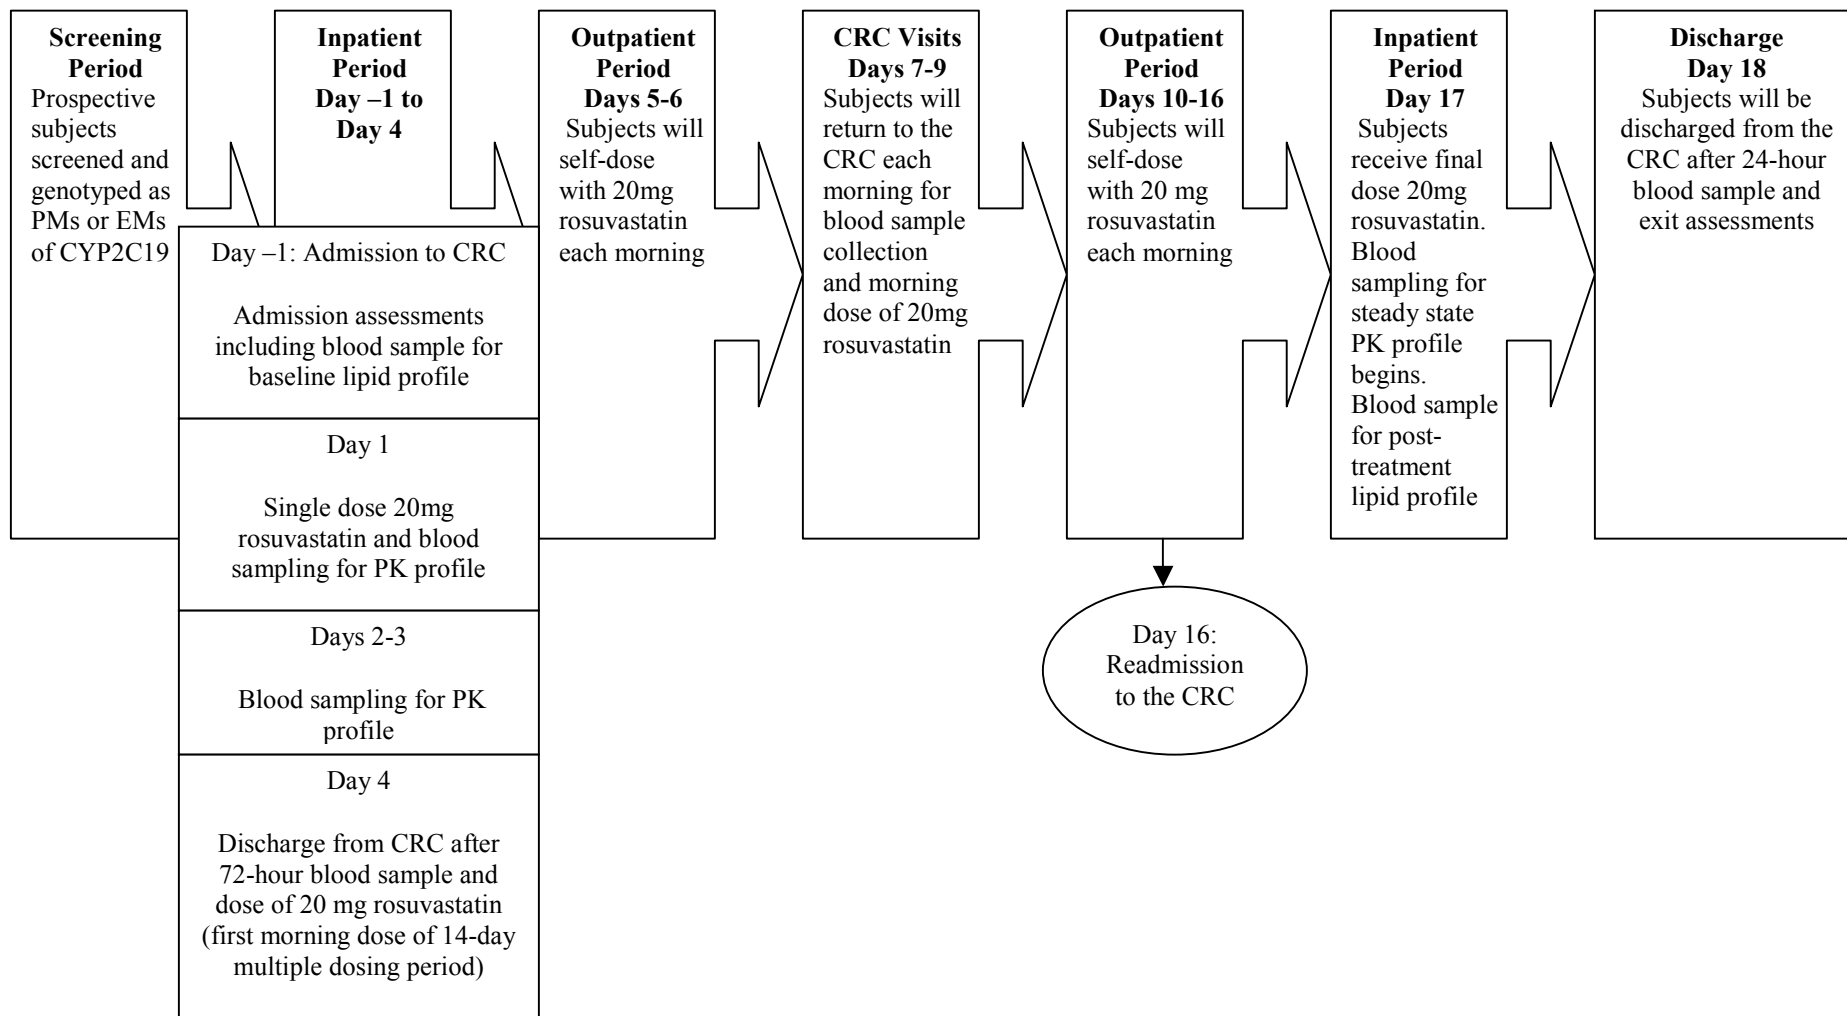 Screening
Period
Prospective
subjects
screened and
genotyped as
PMs or EMs
of CYP2C19
Inpatient
Period
Day –1 to
Day 4
Day –1: Admission to CRC
Admission assessments
including blood sample for
baseline lipid profile
Day 1
Single dose 20mg
rosuvastatin and blood
sampling for PK profile
Days 2-3
Blood sampling for PK
profile
Day 4
Discharge from CRC after
72-hour blood sample and
dose of 20 mg rosuvastatin
(first morning dose of 14-day
multiple dosing period)
Outpatient
Period
Days 5-6
Subjects will
self-dose
with 20mg
rosuvastatin
each morning
CRC Visits
Days 7-9
Subjects will
return to the
CRC each
morning for
blood sample
collection
and morning
dose of 20mg
rosuvastatin
Outpatient
Period
Days 10-16
Subjects will
self-dose
with 20 mg
rosuvastatin
each morning
Day 16:
Readmission
to the CRC
Inpatient
Period
Day 17
Subjects
receive final
dose 20mg
rosuvastatin.
Blood
sampling for
steady state
PK profile
begins.
Blood sample
for post-
treatment
lipid profile
Discharge
Day 18
Subjects will be
discharged from the
CRC after 24-hour
blood sample and
exit assessments